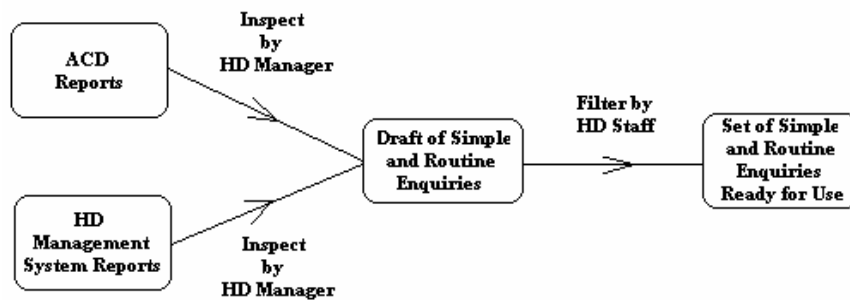 ACD
Reports
Inspect
by
HD Manager
HD
Management
System Reports
Inspect
by
HD Manager
Draft of Simple
and Routine
Enquiries
Filter by
HD Staff
Set of Simple
and Routine
Enquiries
Ready for Use